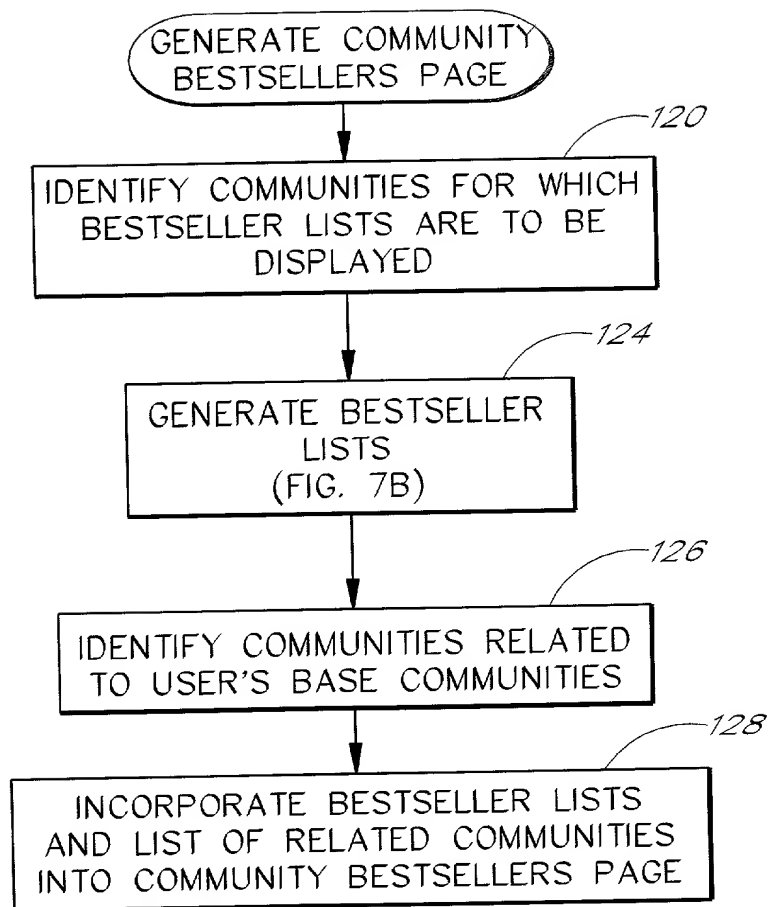 GENERATE COMMUNITY
BESTSELLERS PAGE
120
IDENTIFY COMMUNITIES FOR WHICH
BESTSELLER LISTS ARE TO BE
DISPLAYED
124
GENERATE BESTSELLER
LISTS
(FIG. 7B)
126
IDENTIFY COMMUNITIES RELATED
TO USER'S BASE COMMUNITIES
128
INCORPORATE BESTSELLER LISTS
AND LIST OF RELATED COMMUNITIES
INTO COMMUNITY BESTSELLERS PAGE